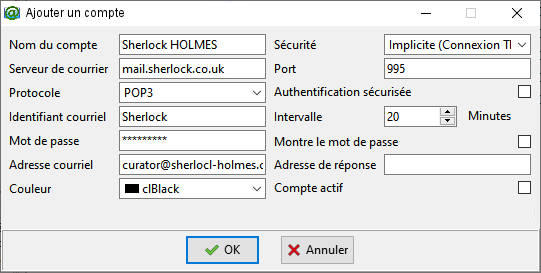 Ajouter un compte
Nom du compte Sherlock HOLMES Sécurité Implicite (Connexion Tl
Serveur de courrier mail.sherlock.co.uk Port 995
Protocole POP3 Authentification sécurisée
Identifiant courriel Sherlock Intervalle 20 Minutes
Mot de passe ********* Montre le mot de passe
Adresse courriel curator@sherlocl-holmes.c Adresse de réponse
Couleur clBlack Compte actif
OK Annuler